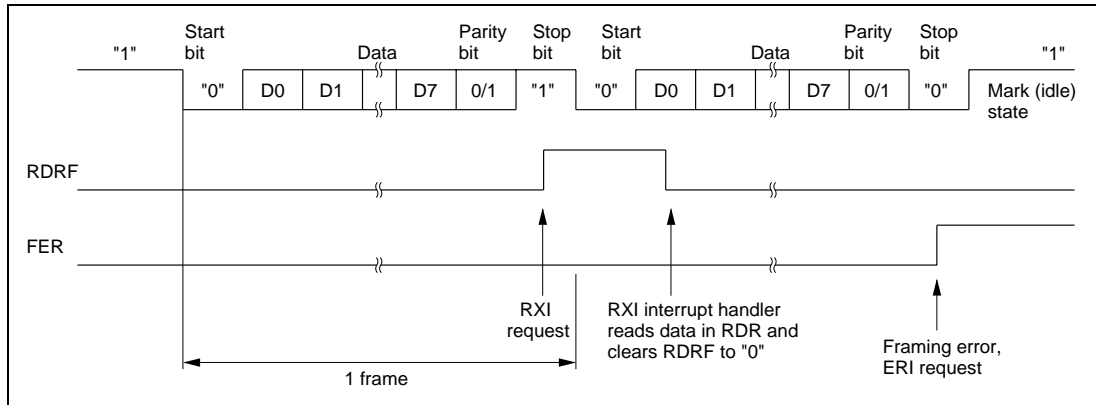 Start bit Parity bit Stop bit Start bit Parity bit Stop bit
"1" Data Data "1"
"0" D0 D1 D7 0/1 "1" "0" D0 D1 D7 0/1 "0" Mark (idle) state
RDRF
FER
RXI request
RXI interrupt handler
reads data in RDR and
clears RDRF to "0"
Framing error,
ERI request
1 frame